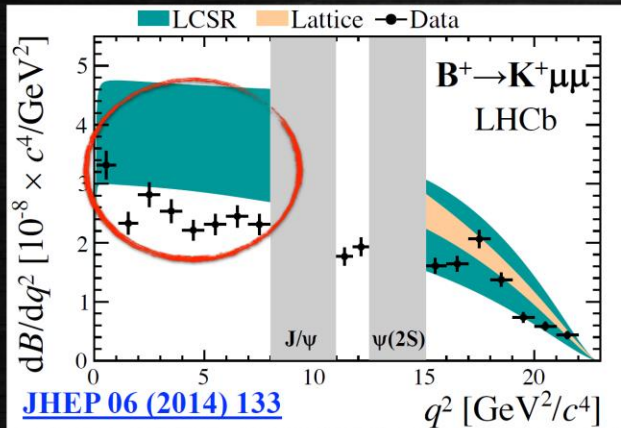 LCSR Lattice Data
dB/dq² [10⁻⁸ × c⁴/GeV²]
5
4
3
2
1
0
B⁺→K⁺μμ
LHCb
J/ψ
ψ(2S)
0 5 10 15 20
JHEP 06 (2014) 133
q² [GeV²/c⁴]